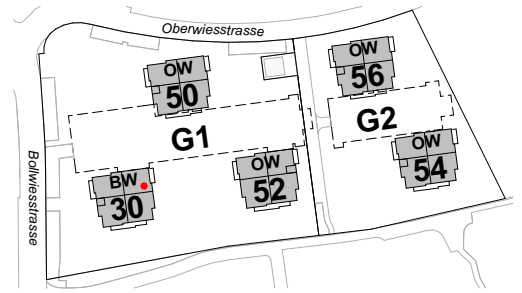 Oberwiesstrasse
OW
50
OW
56
G1
G2
Bollwiesstrasse
BW
30
OW
52
OW
54